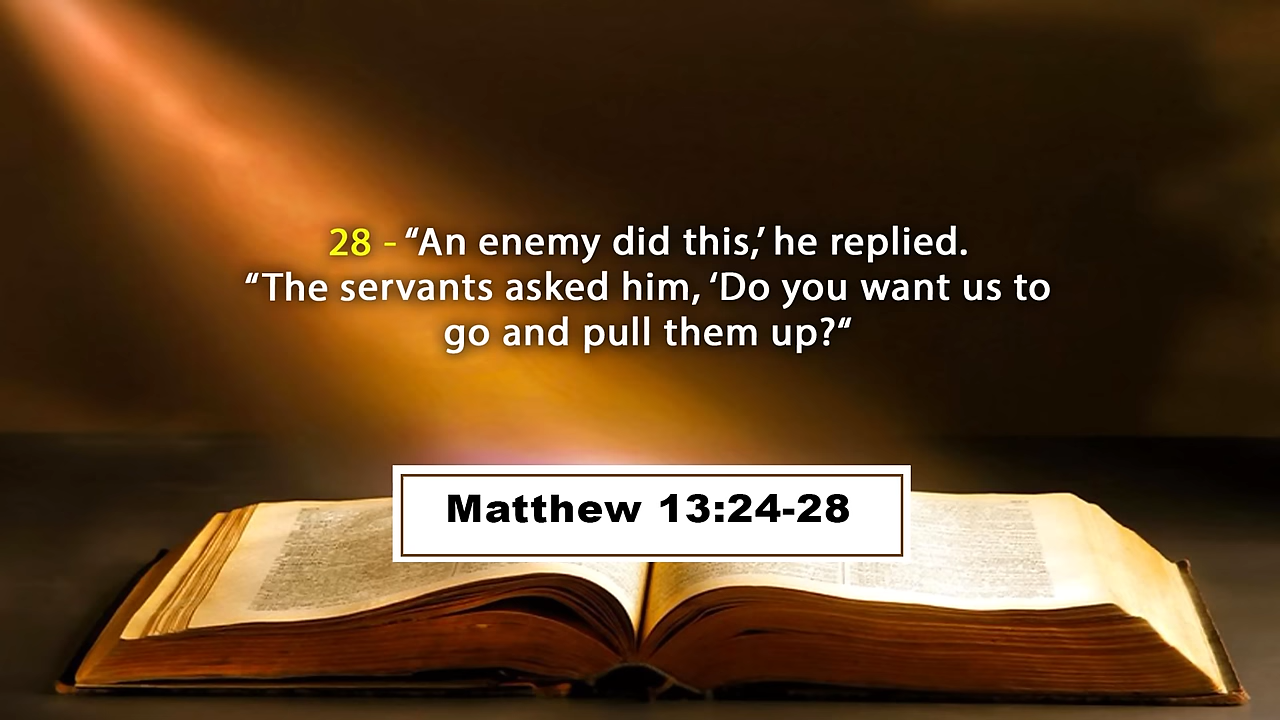 28 - “An enemy did this,’ he replied.
“The servants asked him, ‘Do you want us to
go and pull them up?“
Matthew 13:24-28